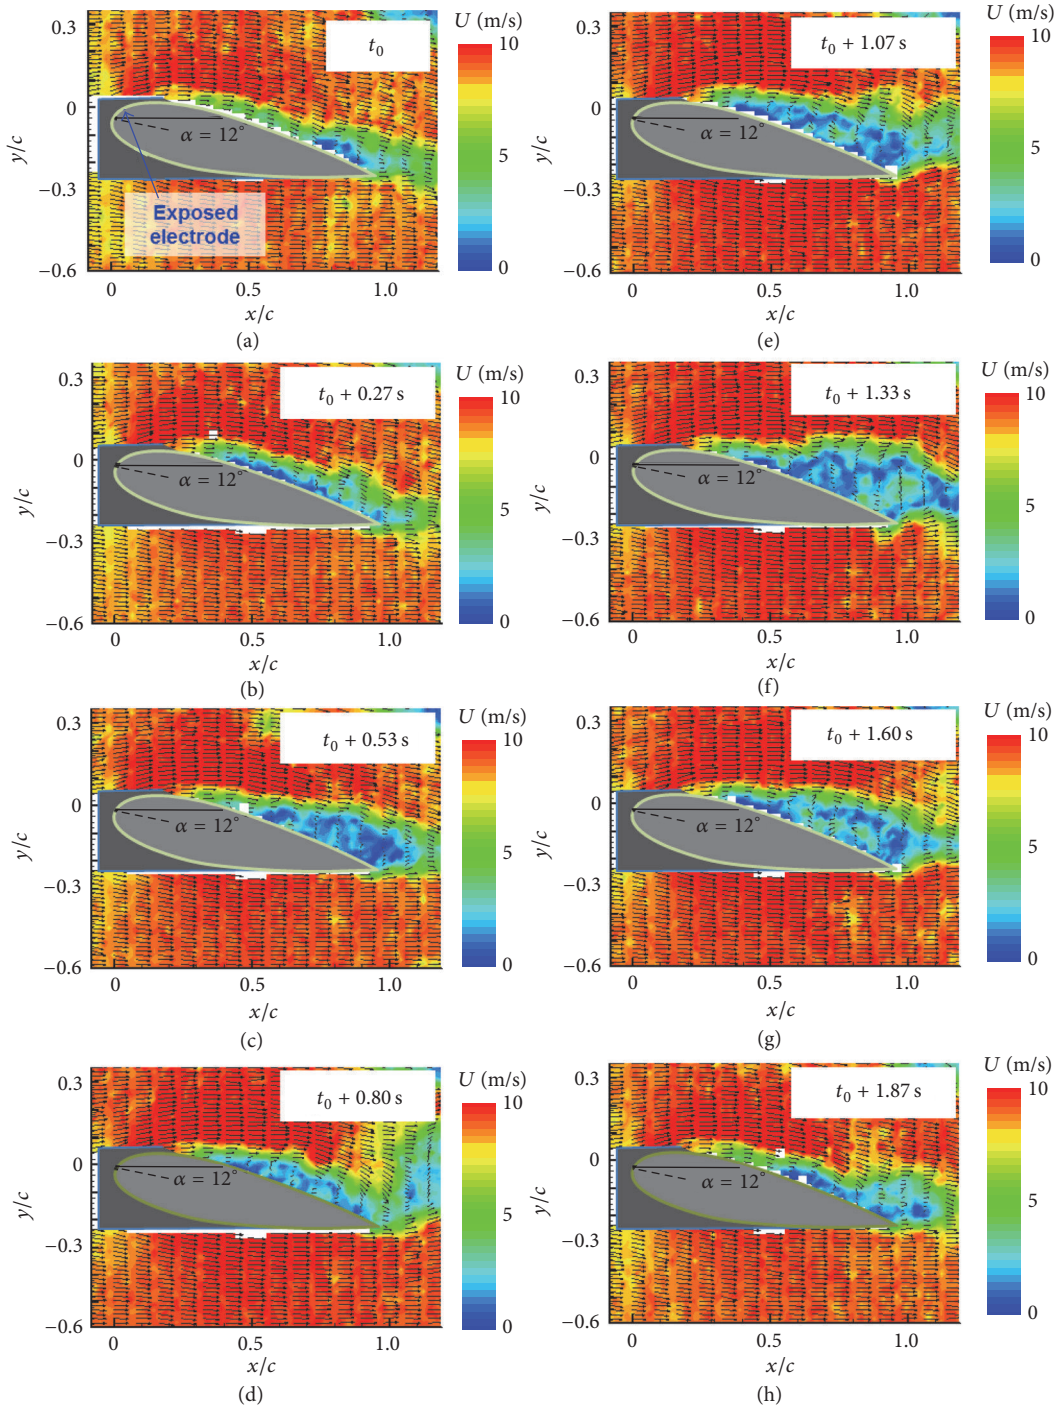 U (m/s)
t₀
10
5
0
0.3
0
−0.3
−0.6
y/c
α = 12°
Exposed
electrode
0
0.5
1.0
x/c
(a)
U (m/s)
t₀ + 0.27 s
10
5
0
0.3
0
−0.3
−0.6
y/c
α = 12°
0
0.5
1.0
x/c
(b)
U (m/s)
t₀ + 0.53 s
10
5
0
0.3
0
−0.3
−0.6
y/c
α = 12°
0
0.5
1.0
x/c
(c)
U (m/s)
t₀ + 0.80 s
10
5
0
0.3
0
−0.3
−0.6
y/c
α = 12°
0
0.5
1.0
x/c
(d)
U (m/s)
t₀ + 1.07 s
10
5
0
0.3
0
−0.3
−0.6
y/c
α = 12°
0
0.5
1.0
x/c
(e)
U (m/s)
t₀ + 1.33 s
10
5
0
0.3
0
−0.3
−0.6
y/c
α = 12°
0
0.5
1.0
x/c
(f)
U (m/s)
t₀ + 1.60 s
10
5
0
0.3
0
−0.3
−0.6
y/c
α = 12°
0
0.5
1.0
x/c
(g)
U (m/s)
t₀ + 1.87 s
10
5
0
0.3
0
−0.3
−0.6
y/c
α = 12°
0
0.5
1.0
x/c
(h)